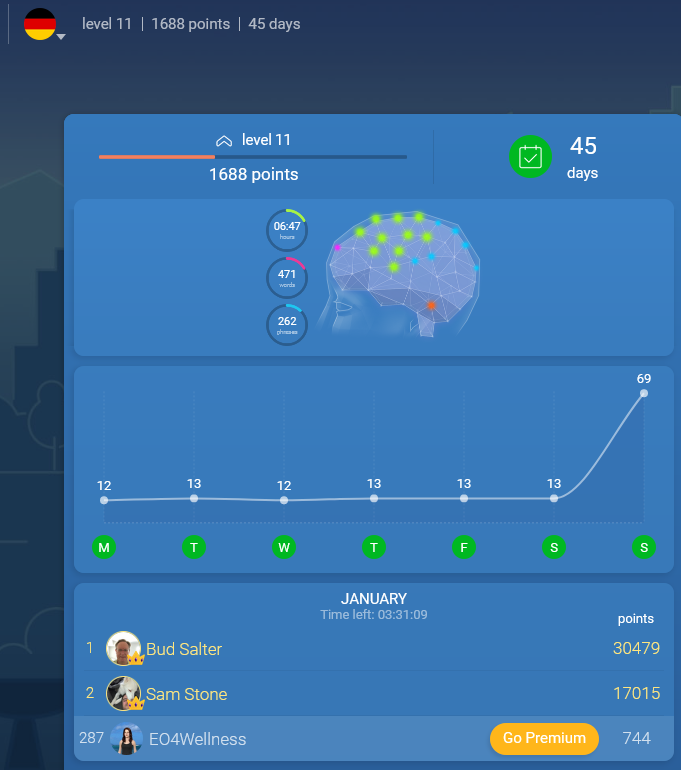 level 11 | 1688 points | 45 days
level 11
1688 points
45
days
06:47
hours
471
words
262
phrases
69
12 13 12 13 13 13
M T W T F S S
JANUARY
Time left: 03:31:09
points
1 Bud Salter 30479
2 Sam Stone 17015
287 EO4Wellness Go Premium 744